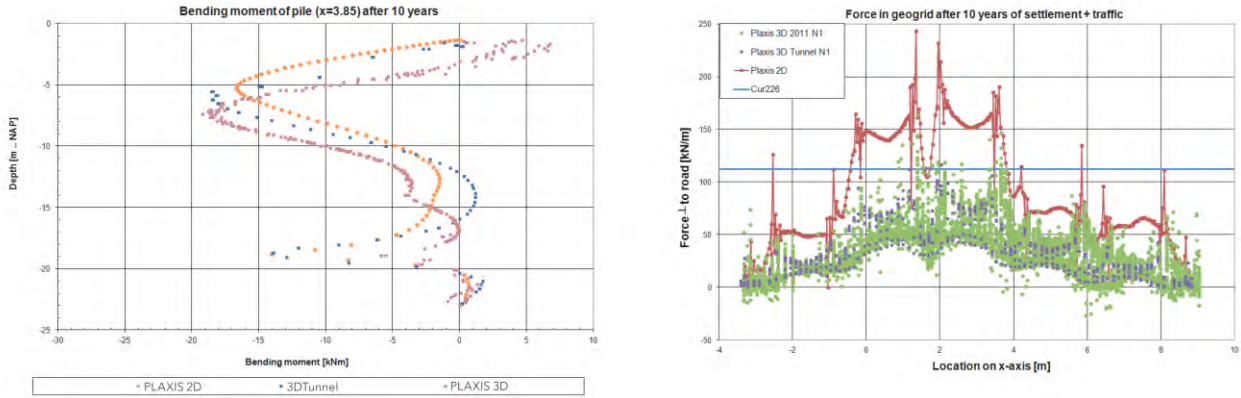 Bending moment of pile (x=3.85) after 10 years
0
-5
-10
-15
-20
-25
Depth [m .. NAP]
-30 -25 -20 -15 -10 -5 0 5 10
Bending moment [kNm]
PLAXIS 2D 3DTunnel PLAXIS 3D
Force in geogrid after 10 years of settlement + traffic
Plaxis 3D 2011 N1
Plaxis 3D Tunnel N1
Plaxis 2D
Cur226
250
200
150
100
50
0
-50
Force ⊥ to road [kN/m]
-4 -2 0 2 4 6 8 10
Location on x-axis [m]